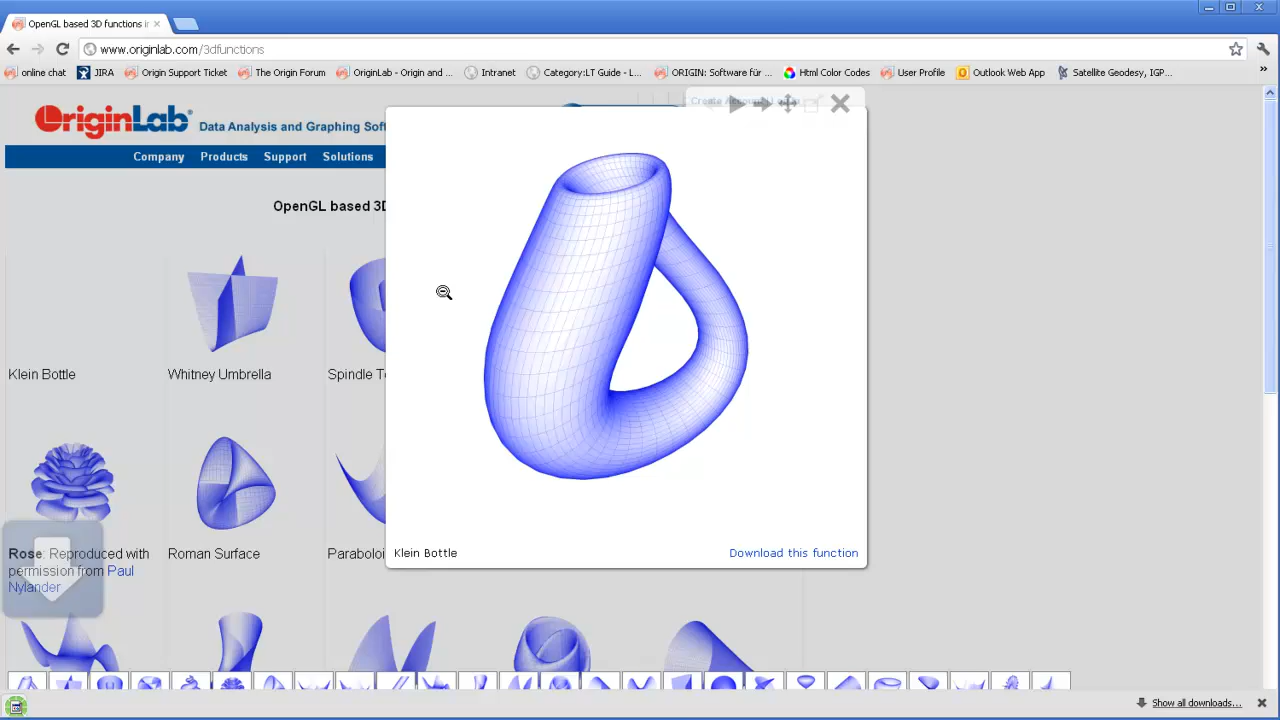 OpenGL based 3D functions i
www.originlab.com/3dfunctions
online chat JIRA Origin Support Ticket The Origin Forum OriginLab - Origin and ... Intranet Category:LT Guide - L... ORIGIN: Software für ... Html Color Codes User Profile Outlook Web App Satellite Geodesy, IGP... »
OriginLab® Data Analysis and Graphing Sof
Create Account
Company Products Support Solutions
OpenGL based 3D
Klein Bottle
Whitney Umbrella
Spindle T
Rose: Reproduced with
permission from Paul
Nylander
Roman Surface
Paraboloi
Klein Bottle
Download this function
Show all downloads...